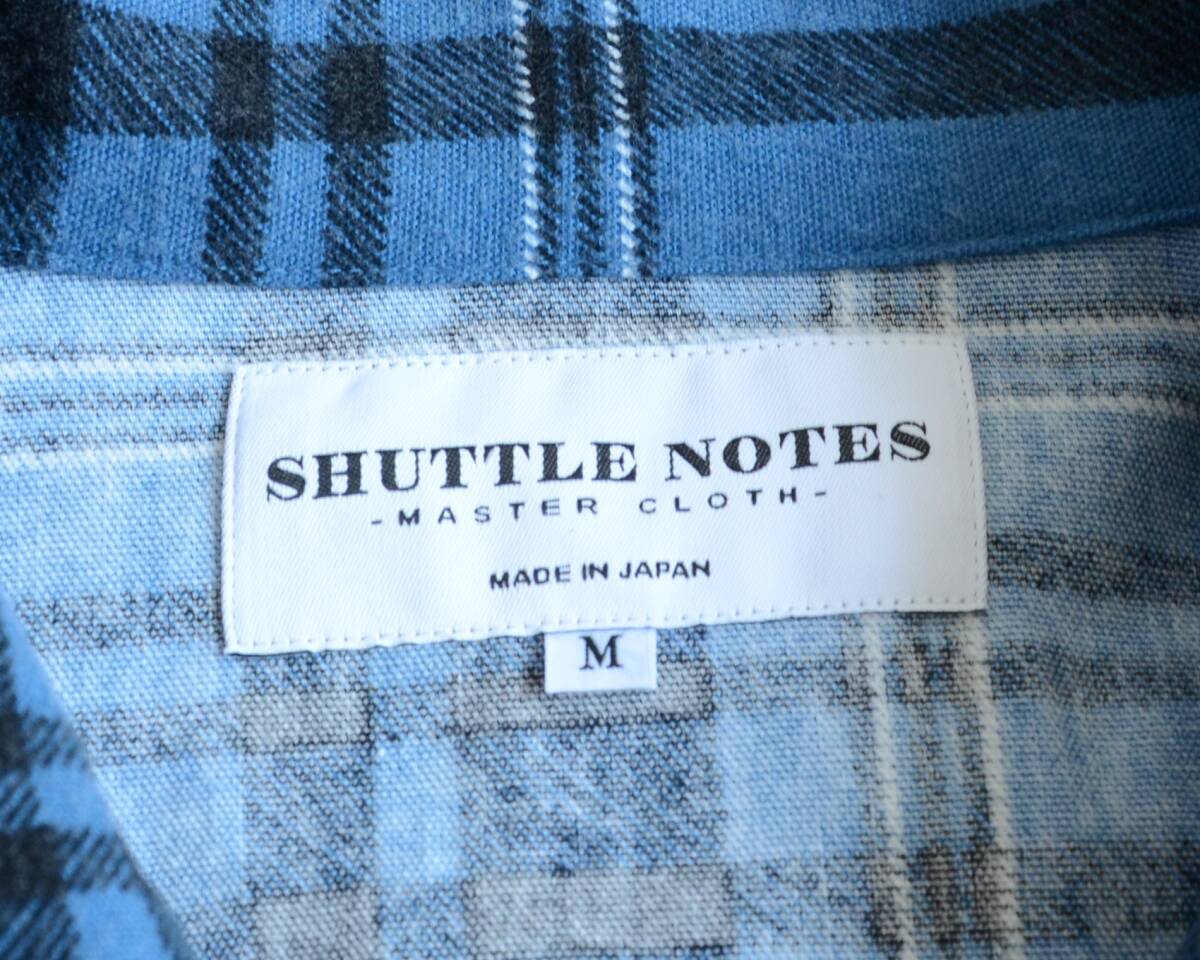 SHUTTLE NOTES
-MASTER CLOTH-
MADE IN JAPAN
M